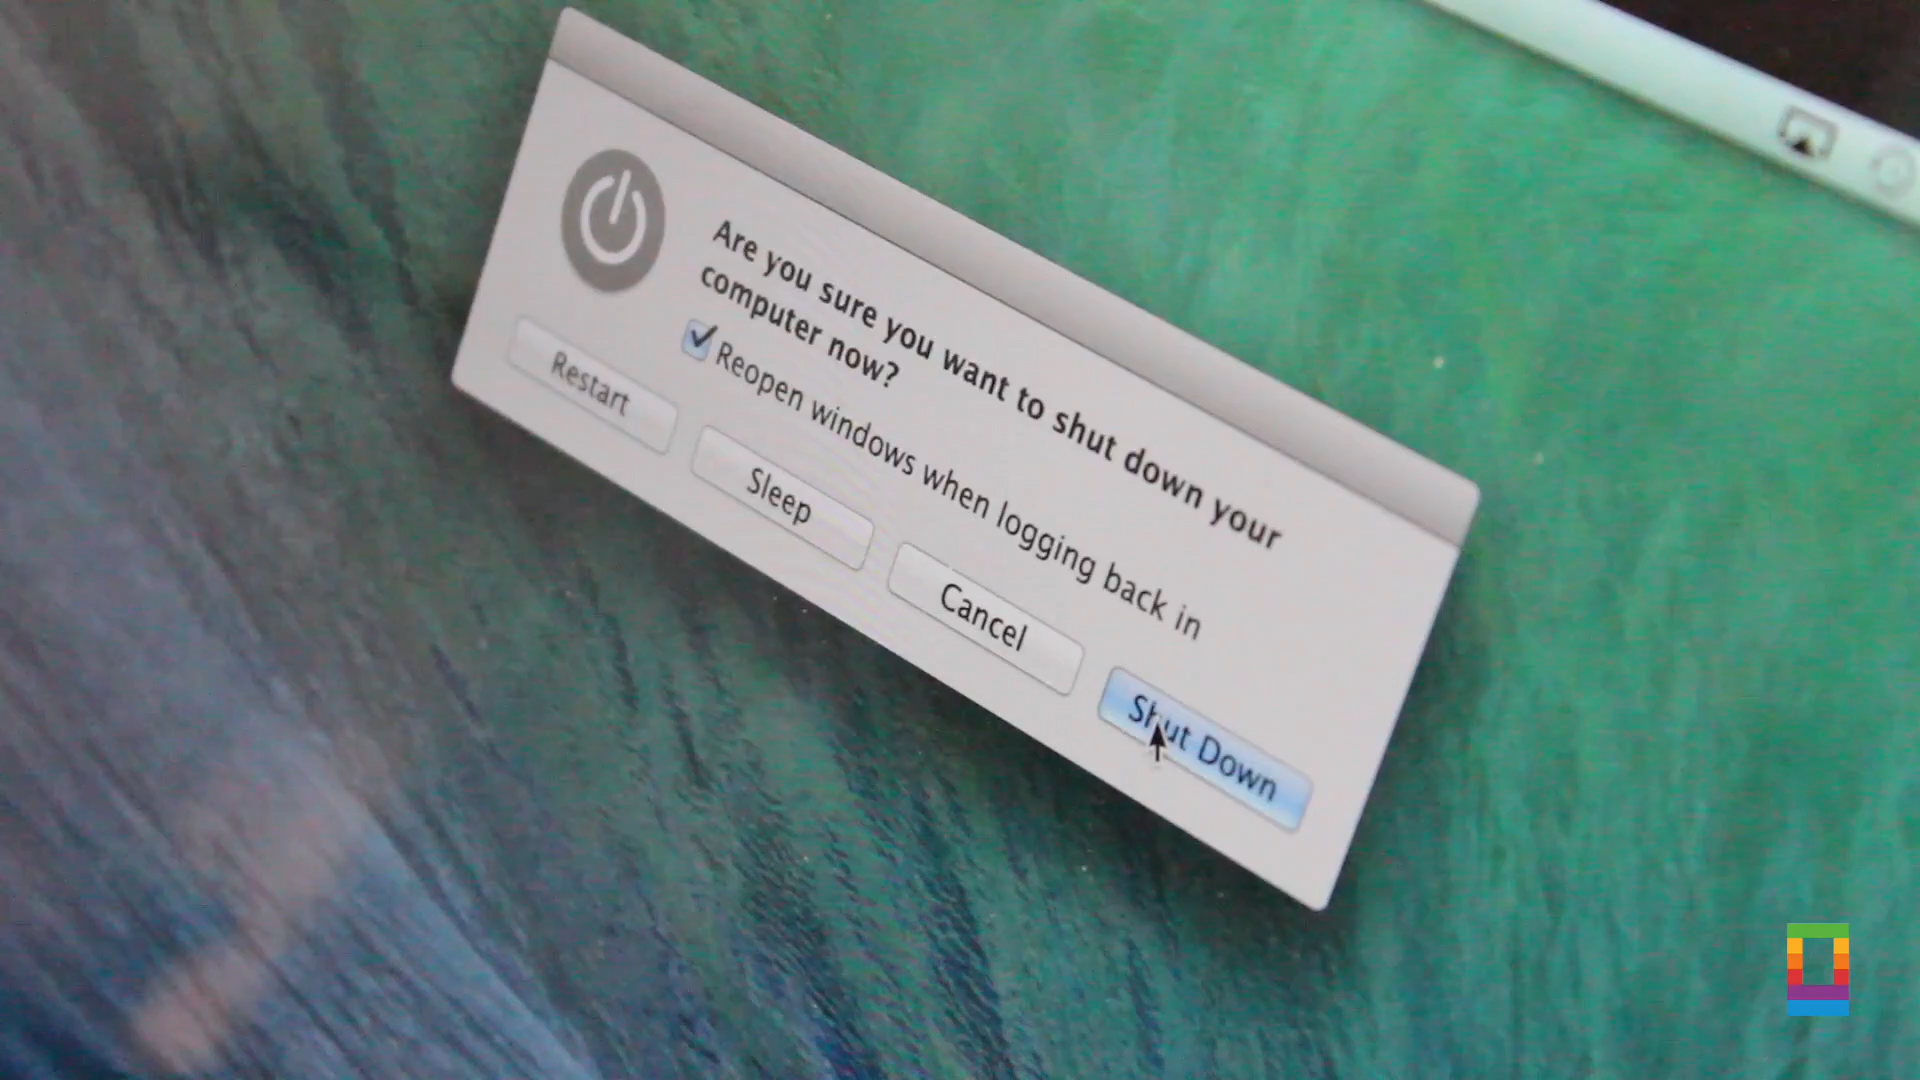 Are you sure you want to shut down your
computer now?
Reopen windows when logging back in
Restart
Sleep
Cancel
Shut Down